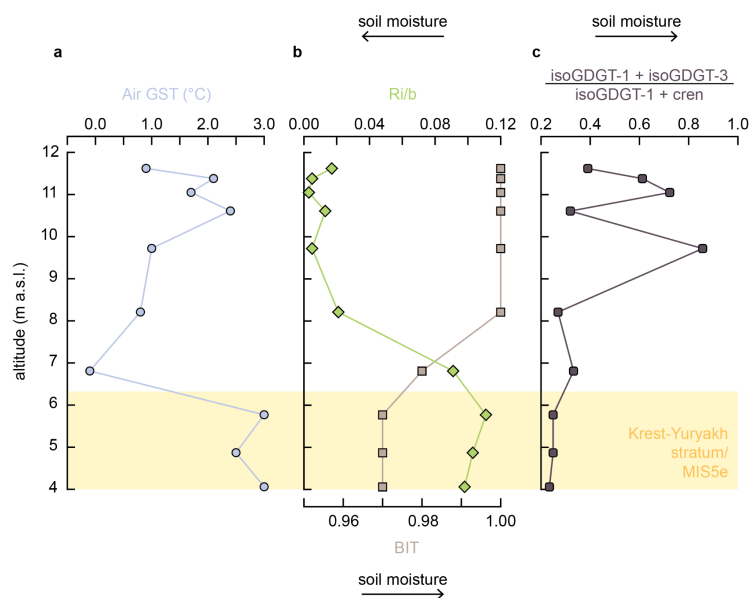 soil moisture
soil moisture
a
b
c
Air GST (°C)
Ri/b
isoGDGT-1 + isoGDGT-3
isoGDGT-1 + cren
0.0 1.0 2.0 3.0
0.00 0.04 0.08 0.12
0.2 0.4 0.6 0.8 1.0
12
11
10
9
8
7
6
5
4
altitude (m a.s.l.)
Krest-Yuryakh
stratum/
MIS5e
0.96 0.98 1.00
BIT
soil moisture